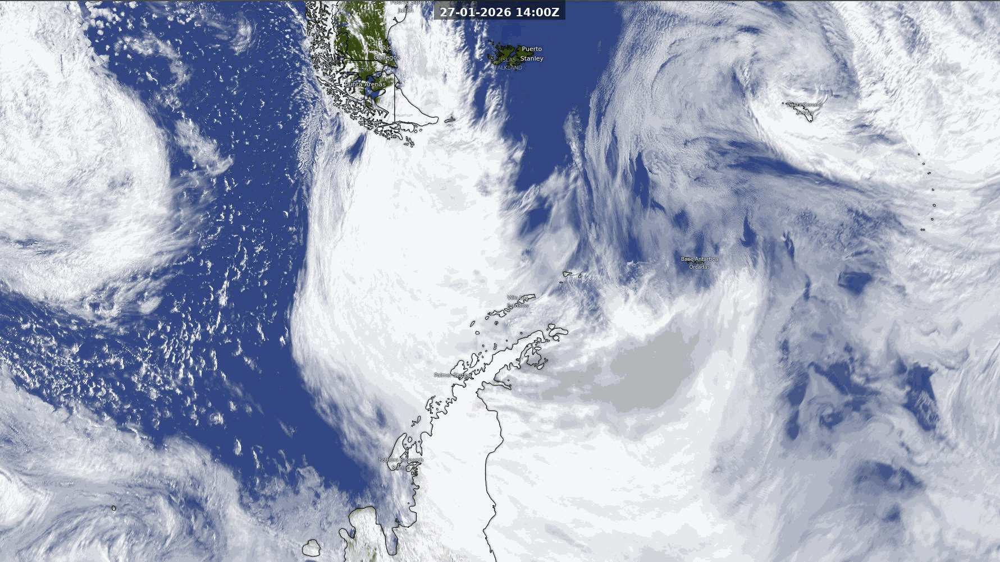 Puerto San
Julián
27-01-2026 14:00Z
Río
Gallegos
Puerto
Stanley
ISLAS
FALKLAND
Punta Arenas
Punta Coronel
Zelaya
Base Antártica
Orcadas
Villa Las
Estrellas
Palmer Station
Rothera Research
Station